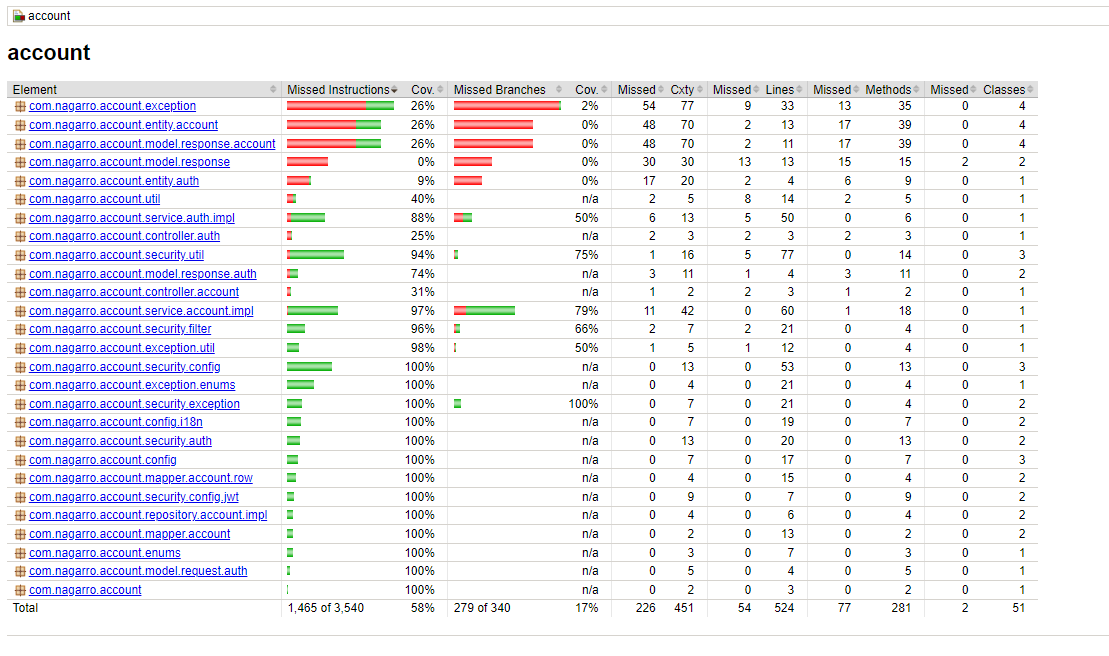 account
account
Element Missed Instructions Cov. Missed Branches Cov. Missed Cxty Missed Lines Missed Methods Missed Classes
com.nagarro.account.exception 26% 2% 54 77 9 33 13 35 0 4
com.nagarro.account.entity.account 26% 0% 48 70 2 13 17 39 0 4
com.nagarro.account.model.response.account 26% 0% 48 70 2 11 17 39 0 4
com.nagarro.account.model.response 0% 0% 30 30 13 13 15 15 2 2
com.nagarro.account.entity.auth 9% 0% 17 20 2 4 6 9 0 1
com.nagarro.account.util 40% n/a 2 5 8 14 2 5 0 1
com.nagarro.account.service.auth.impl 88% 50% 6 13 5 50 0 6 0 1
com.nagarro.account.controller.auth 25% n/a 2 3 2 3 2 3 0 1
com.nagarro.account.security.util 94% 75% 1 16 5 77 0 14 0 3
com.nagarro.account.model.response.auth 74% n/a 3 11 1 4 3 11 0 2
com.nagarro.account.controller.account 31% n/a 1 2 2 3 1 2 0 1
com.nagarro.account.service.account.impl 97% 79% 11 42 0 60 1 18 0 1
com.nagarro.account.security.filter 96% 66% 2 7 2 21 0 4 0 1
com.nagarro.account.exception.util 98% 50% 1 5 1 12 0 4 0 1
com.nagarro.account.security.config 100% n/a 0 13 0 53 0 13 0 3
com.nagarro.account.exception.enums 100% n/a 0 4 0 21 0 4 0 1
com.nagarro.account.security.exception 100% 100% 0 7 0 21 0 4 0 2
com.nagarro.account.config.i18n 100% n/a 0 7 0 19 0 7 0 2
com.nagarro.account.security.auth 100% n/a 0 13 0 20 0 13 0 2
com.nagarro.account.config 100% n/a 0 7 0 17 0 7 0 3
com.nagarro.account.mapper.account.row 100% n/a 0 4 0 15 0 4 0 2
com.nagarro.account.security.config.jwt 100% n/a 0 9 0 7 0 9 0 2
com.nagarro.account.repository.account.impl 100% n/a 0 4 0 6 0 4 0 2
com.nagarro.account.mapper.account 100% n/a 0 2 0 13 0 2 0 2
com.nagarro.account.enums 100% n/a 0 3 0 7 0 3 0 1
com.nagarro.account.model.request.auth 100% n/a 0 5 0 4 0 5 0 1
com.nagarro.account 100% n/a 0 2 0 3 0 2 0 1
Total 1,465 of 3,540 58% 279 of 340 17% 226 451 54 524 77 281 2 51